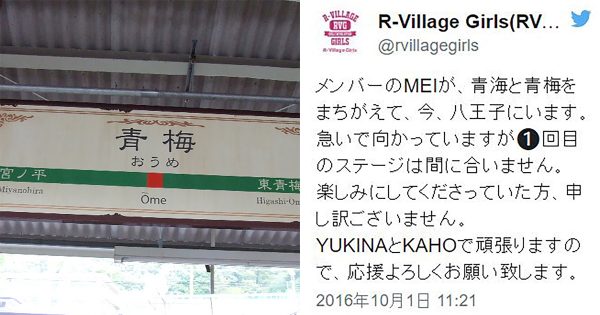 青梅
おうめ
宮ノ平
Miyanohira
Ōme
東青梅
Higashi-Ōm
R-VILLAGE
RVG
GIRLS
R-Village Girls
R-Village Girls(RV...
@rvillagegirls
メンバーのMEIが、青海と青梅を
まちがえて、今、八王子にいます。
急いで向かっていますが❶回目
のステージは間に合いません。
楽しみにしてくださっていた方、申
し訳ございません。
YUKINAとKAHOで頑張りますの
で、応援よろしくお願い致します。
2016年10月1日 11:21